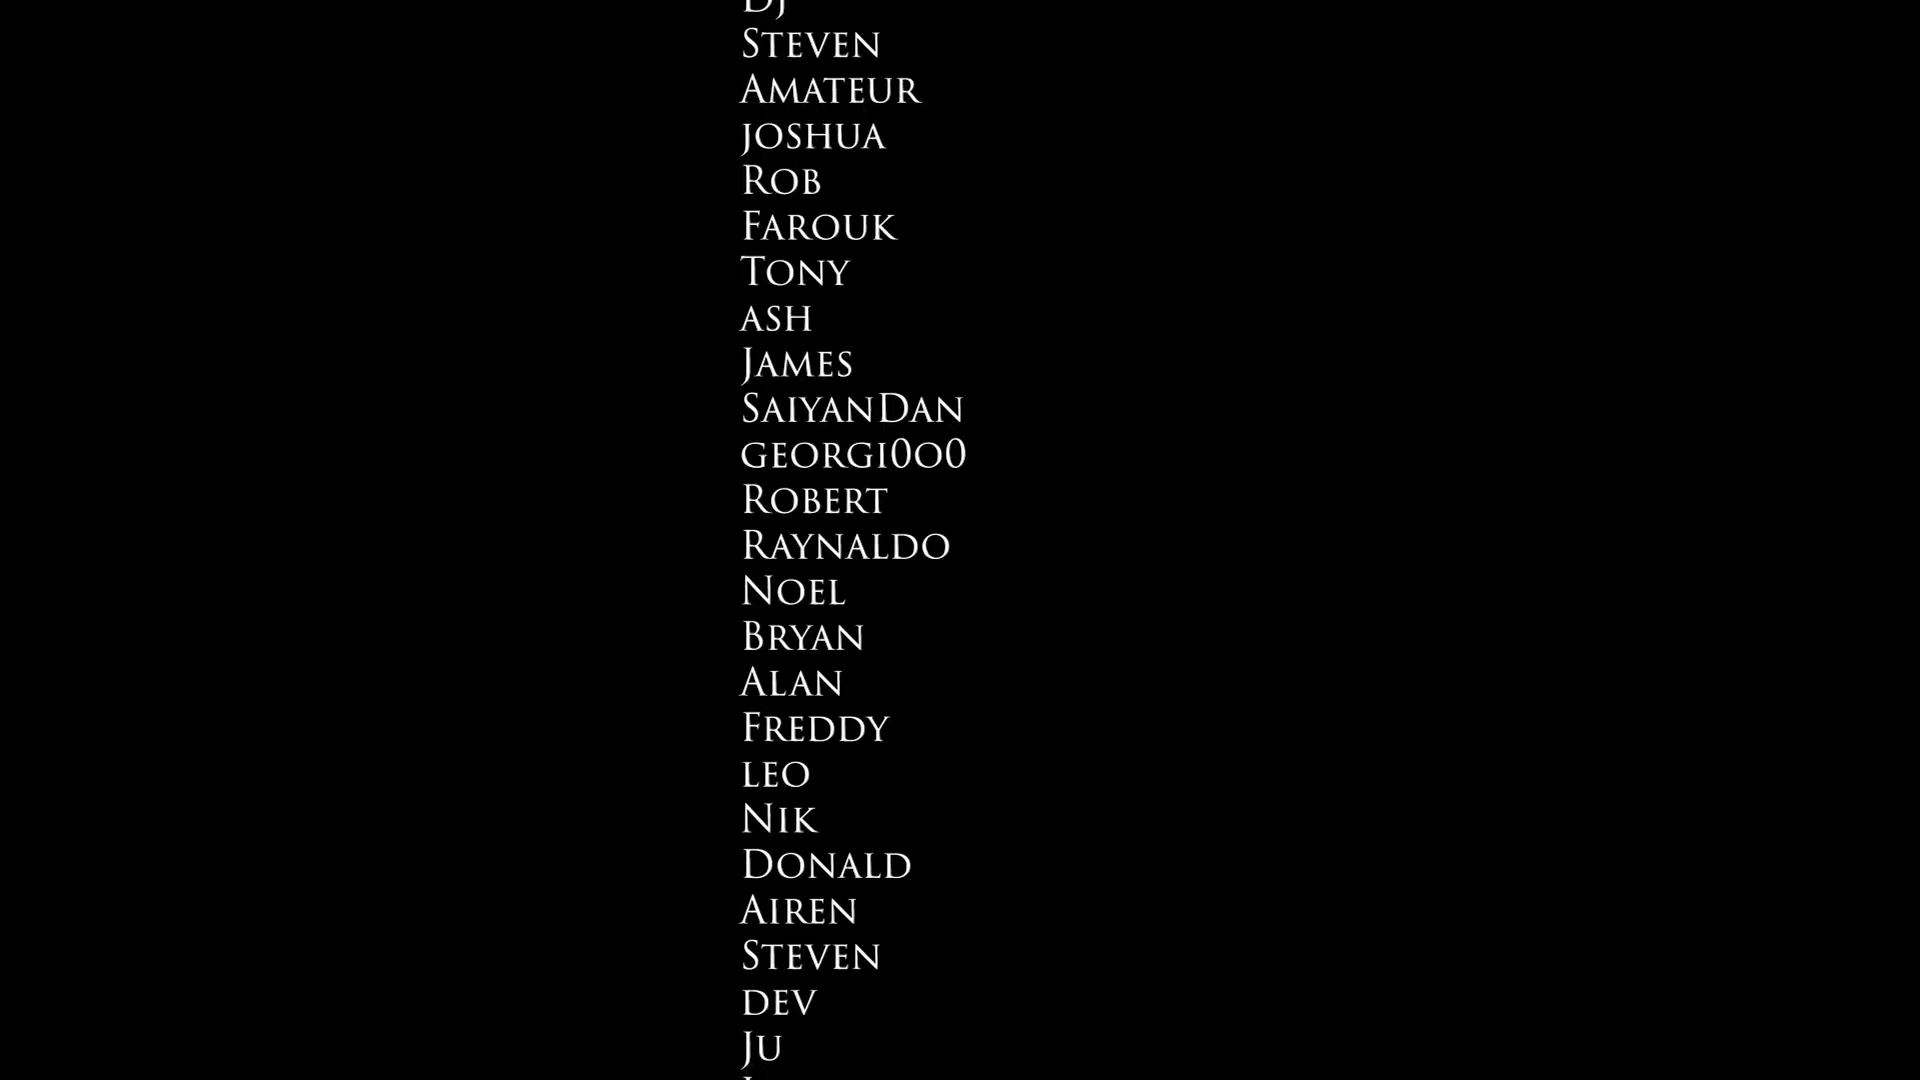 DJ
Steven
Amateur
joshua
Rob
Farouk
Tony
ash
James
SaiyanDan
georgi0o0
Robert
Raynaldo
Noel
Bryan
Alan
Freddy
leo
Nik
Donald
Airen
Steven
dev
Ju